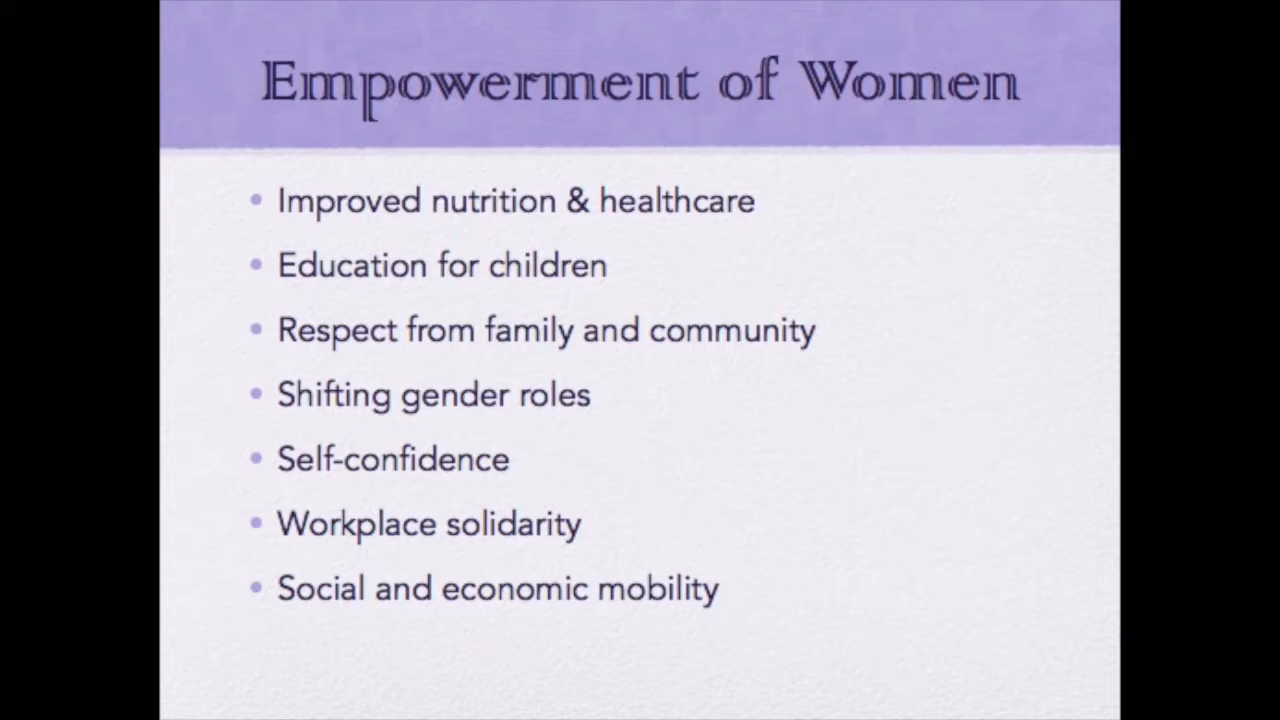 Empowerment of Women
• Improved nutrition & healthcare
• Education for children
• Respect from family and community
• Shifting gender roles
• Self-confidence
• Workplace solidarity
• Social and economic mobility